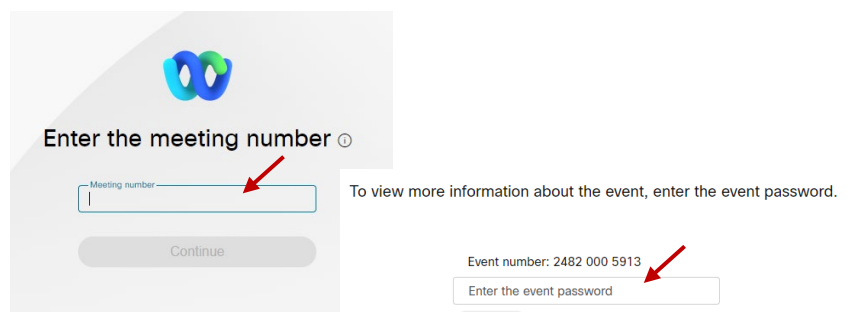 Enter the meeting number
Meeting number
Continue
To view more information about the event, enter the event password.
Event number: 2482 000 5913
Enter the event password